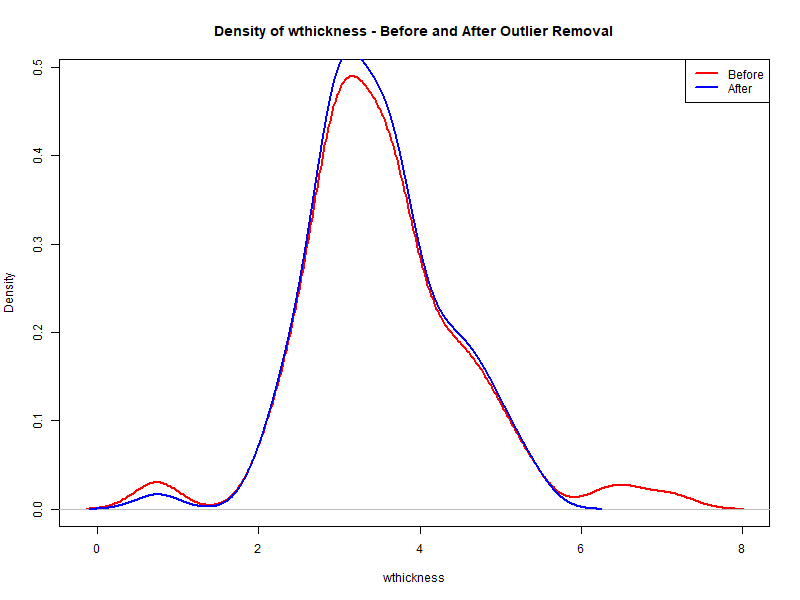 Density of wthickness - Before and After Outlier Removal
Before
After
Density
0.0
0.1
0.2
0.3
0.4
0.5
0
2
4
6
8
wthickness